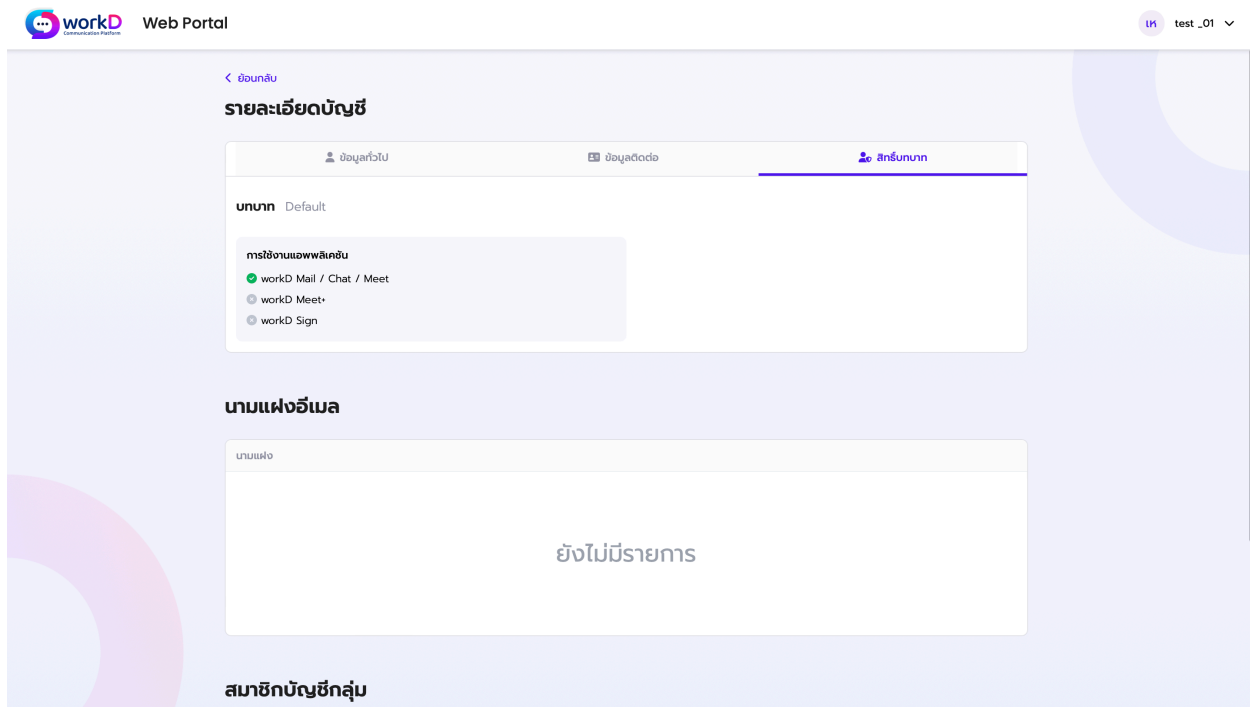 workD
Communication Platform
Web Portal
เห
test _01
ย้อนกลับ
รายละเอียดบัญชี
ข้อมูลทั่วไป
ข้อมูลติดต่อ
สิทธิ์บทบาท
บทบาท Default
การใช้งานแอพพลิเคชัน
workD Mail / Chat / Meet
workD Meet+
workD Sign
นามแฝงอีเมล
นามแฝง
ยังไม่มีรายการ
สมาชิกบัญชีกลุ่ม